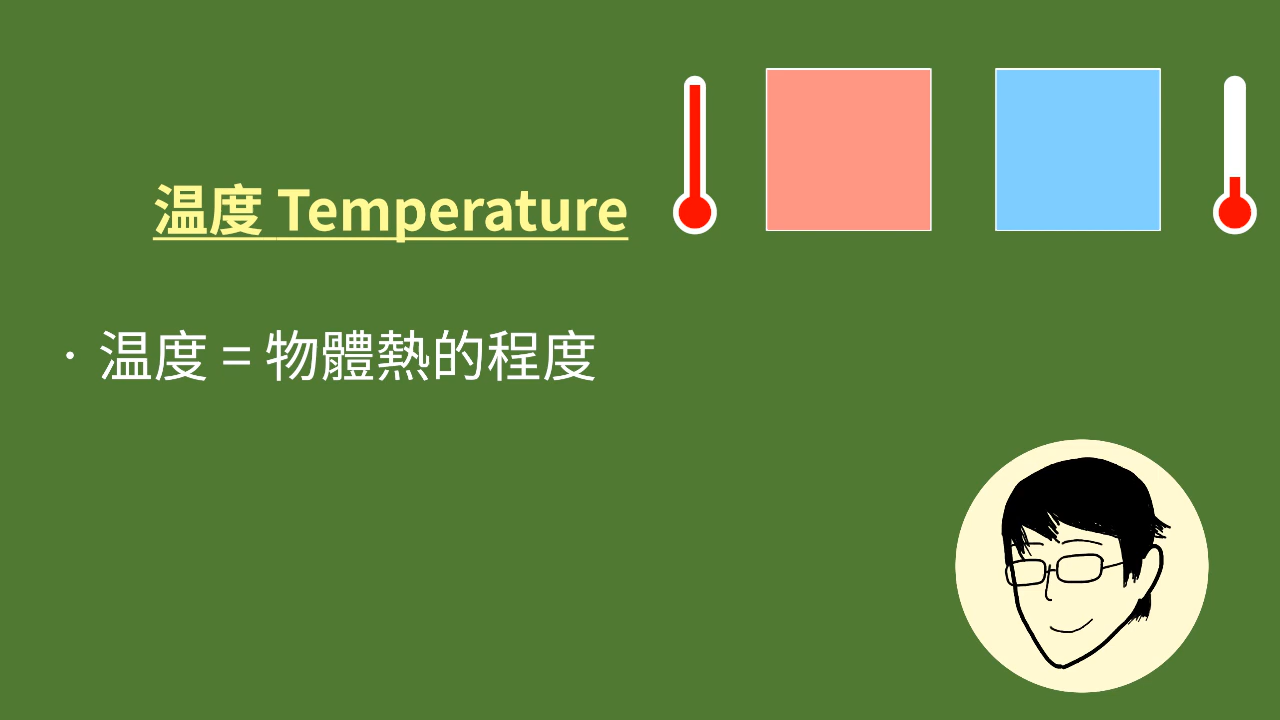 温度 Temperature
· 温度 = 物體熱的程度